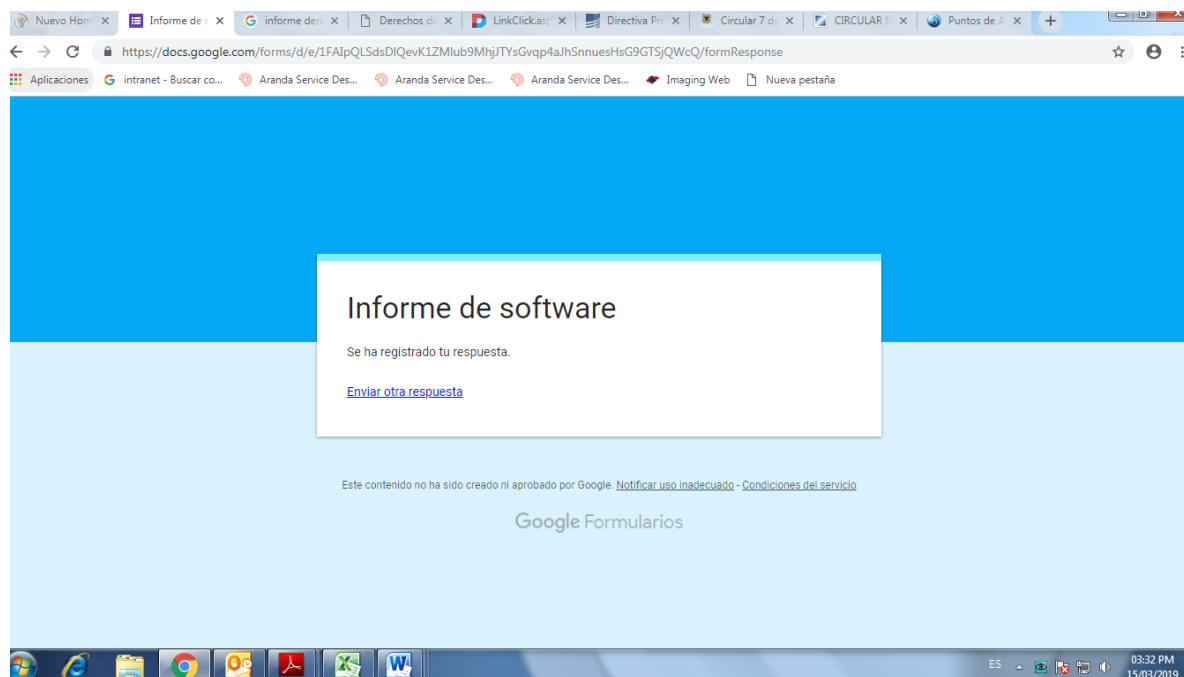 Nuevo Hom
Informe de s
informe dere
Derechos de
LinkClick.asp
Directiva Pre
Circular 7 de
CIRCULAR N
Puntos de A
https://docs.google.com/forms/d/e/1FAIpQLSdsDlQevK1ZMlub9MhjJTYsGvqp4aJhSnnuesHsG9GTSjQWcQ/formResponse
Aplicaciones
intranet - Buscar co...
Aranda Service Des...
Aranda Service Des...
Aranda Service Des...
Imaging Web
Nueva pestaña
Informe de software
Se ha registrado tu respuesta.
Enviar otra respuesta
Este contenido no ha sido creado ni aprobado por Google. Notificar uso inadecuado - Condiciones del servicio
Google Formularios
ES
03:32 PM
15/03/2019